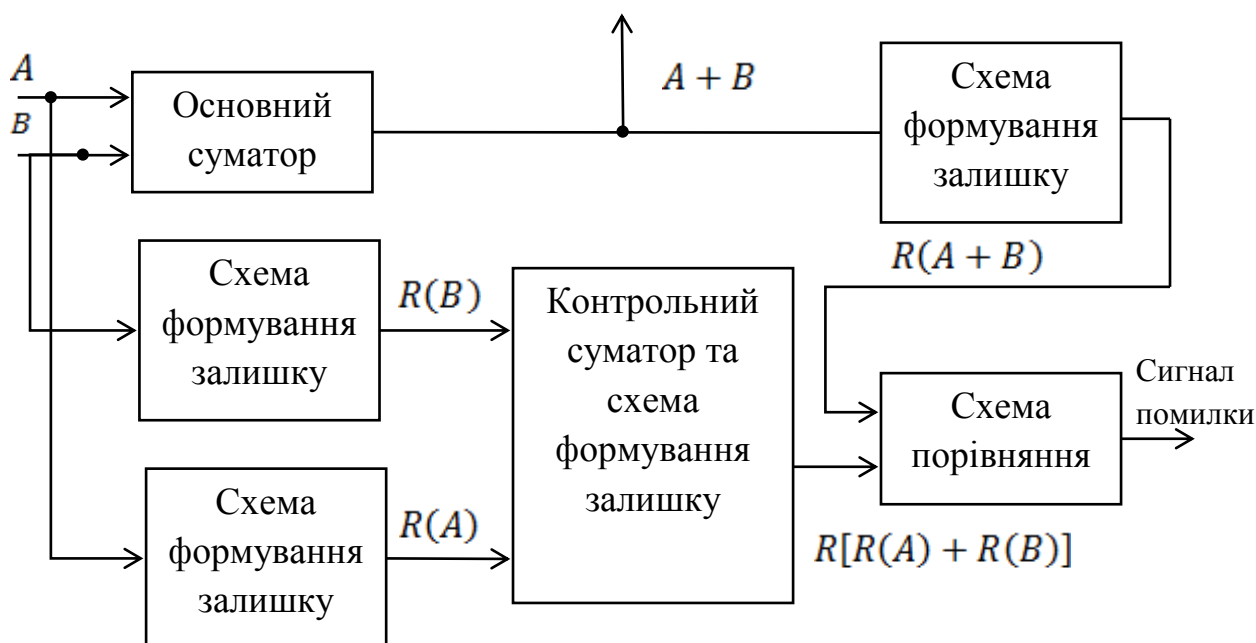 A
B
Основний
суматор
A + B
Схема
формування
залишку
R(A + B)
Схема
формування
залишку
R(B)
Контрольний
суматор та
схема
формування
залишку
Сигнал
помилки
Схема
порівняння
Схема
формування
залишку
R(A)
R[R(A) + R(B)]